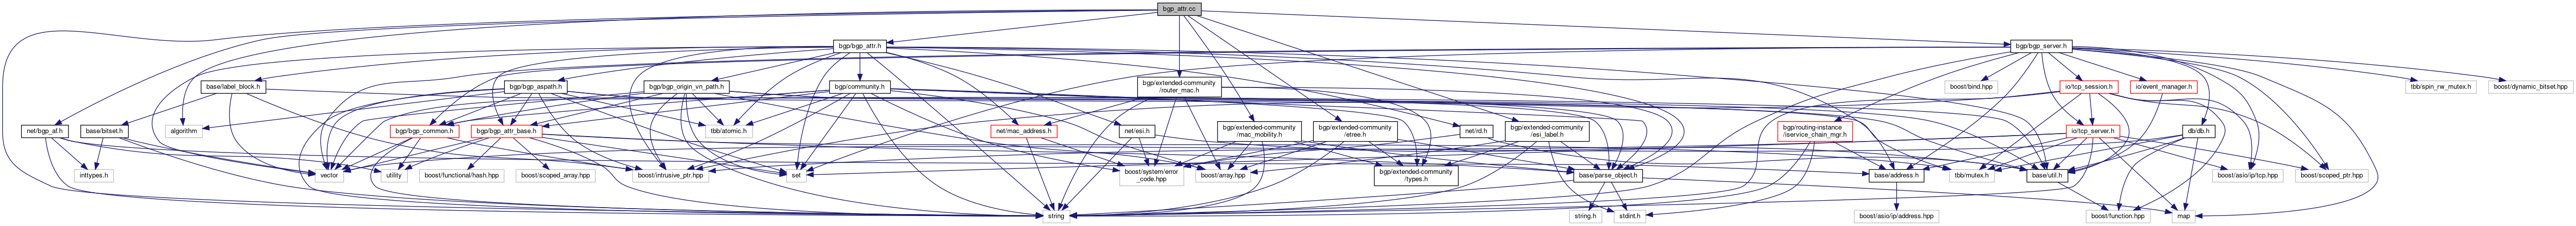 bgp_attr.cc
bgp/bgp_attr.h
bgp/bgp_server.h
base/label_block.h
bgp/bgp_aspath.h
bgp/bgp_origin_vn_path.h
bgp/community.h
bgp/extended-community
/router_mac.h
boost/bind.hpp
io/tcp_session.h
io/event_manager.h
tbb/spin_rw_mutex.h
boost/dynamic_bitset.hpp
net/bgp_af.h
base/bitset.h
algorithm
bgp/bgp_common.h
bgp/bgp_attr_base.h
tbb/atomic.h
net/mac_address.h
net/esi.h
bgp/extended-community
/mac_mobility.h
bgp/extended-community
/etree.h
net/rd.h
bgp/extended-community
/esi_label.h
bgp/routing-instance
/iservice_chain_mgr.h
io/tcp_server.h
db/db.h
inttypes.h
vector
utility
boost/functional/hash.hpp
boost/scoped_array.hpp
boost/intrusive_ptr.hpp
set
boost/system/error
_code.hpp
boost/array.hpp
bgp/extended-community
/types.h
base/parse_object.h
base/address.h
tbb/mutex.h
base/util.h
boost/asio/ip/tcp.hpp
boost/scoped_ptr.hpp
string
string.h
stdint.h
boost/asio/ip/address.hpp
boost/function.hpp
map